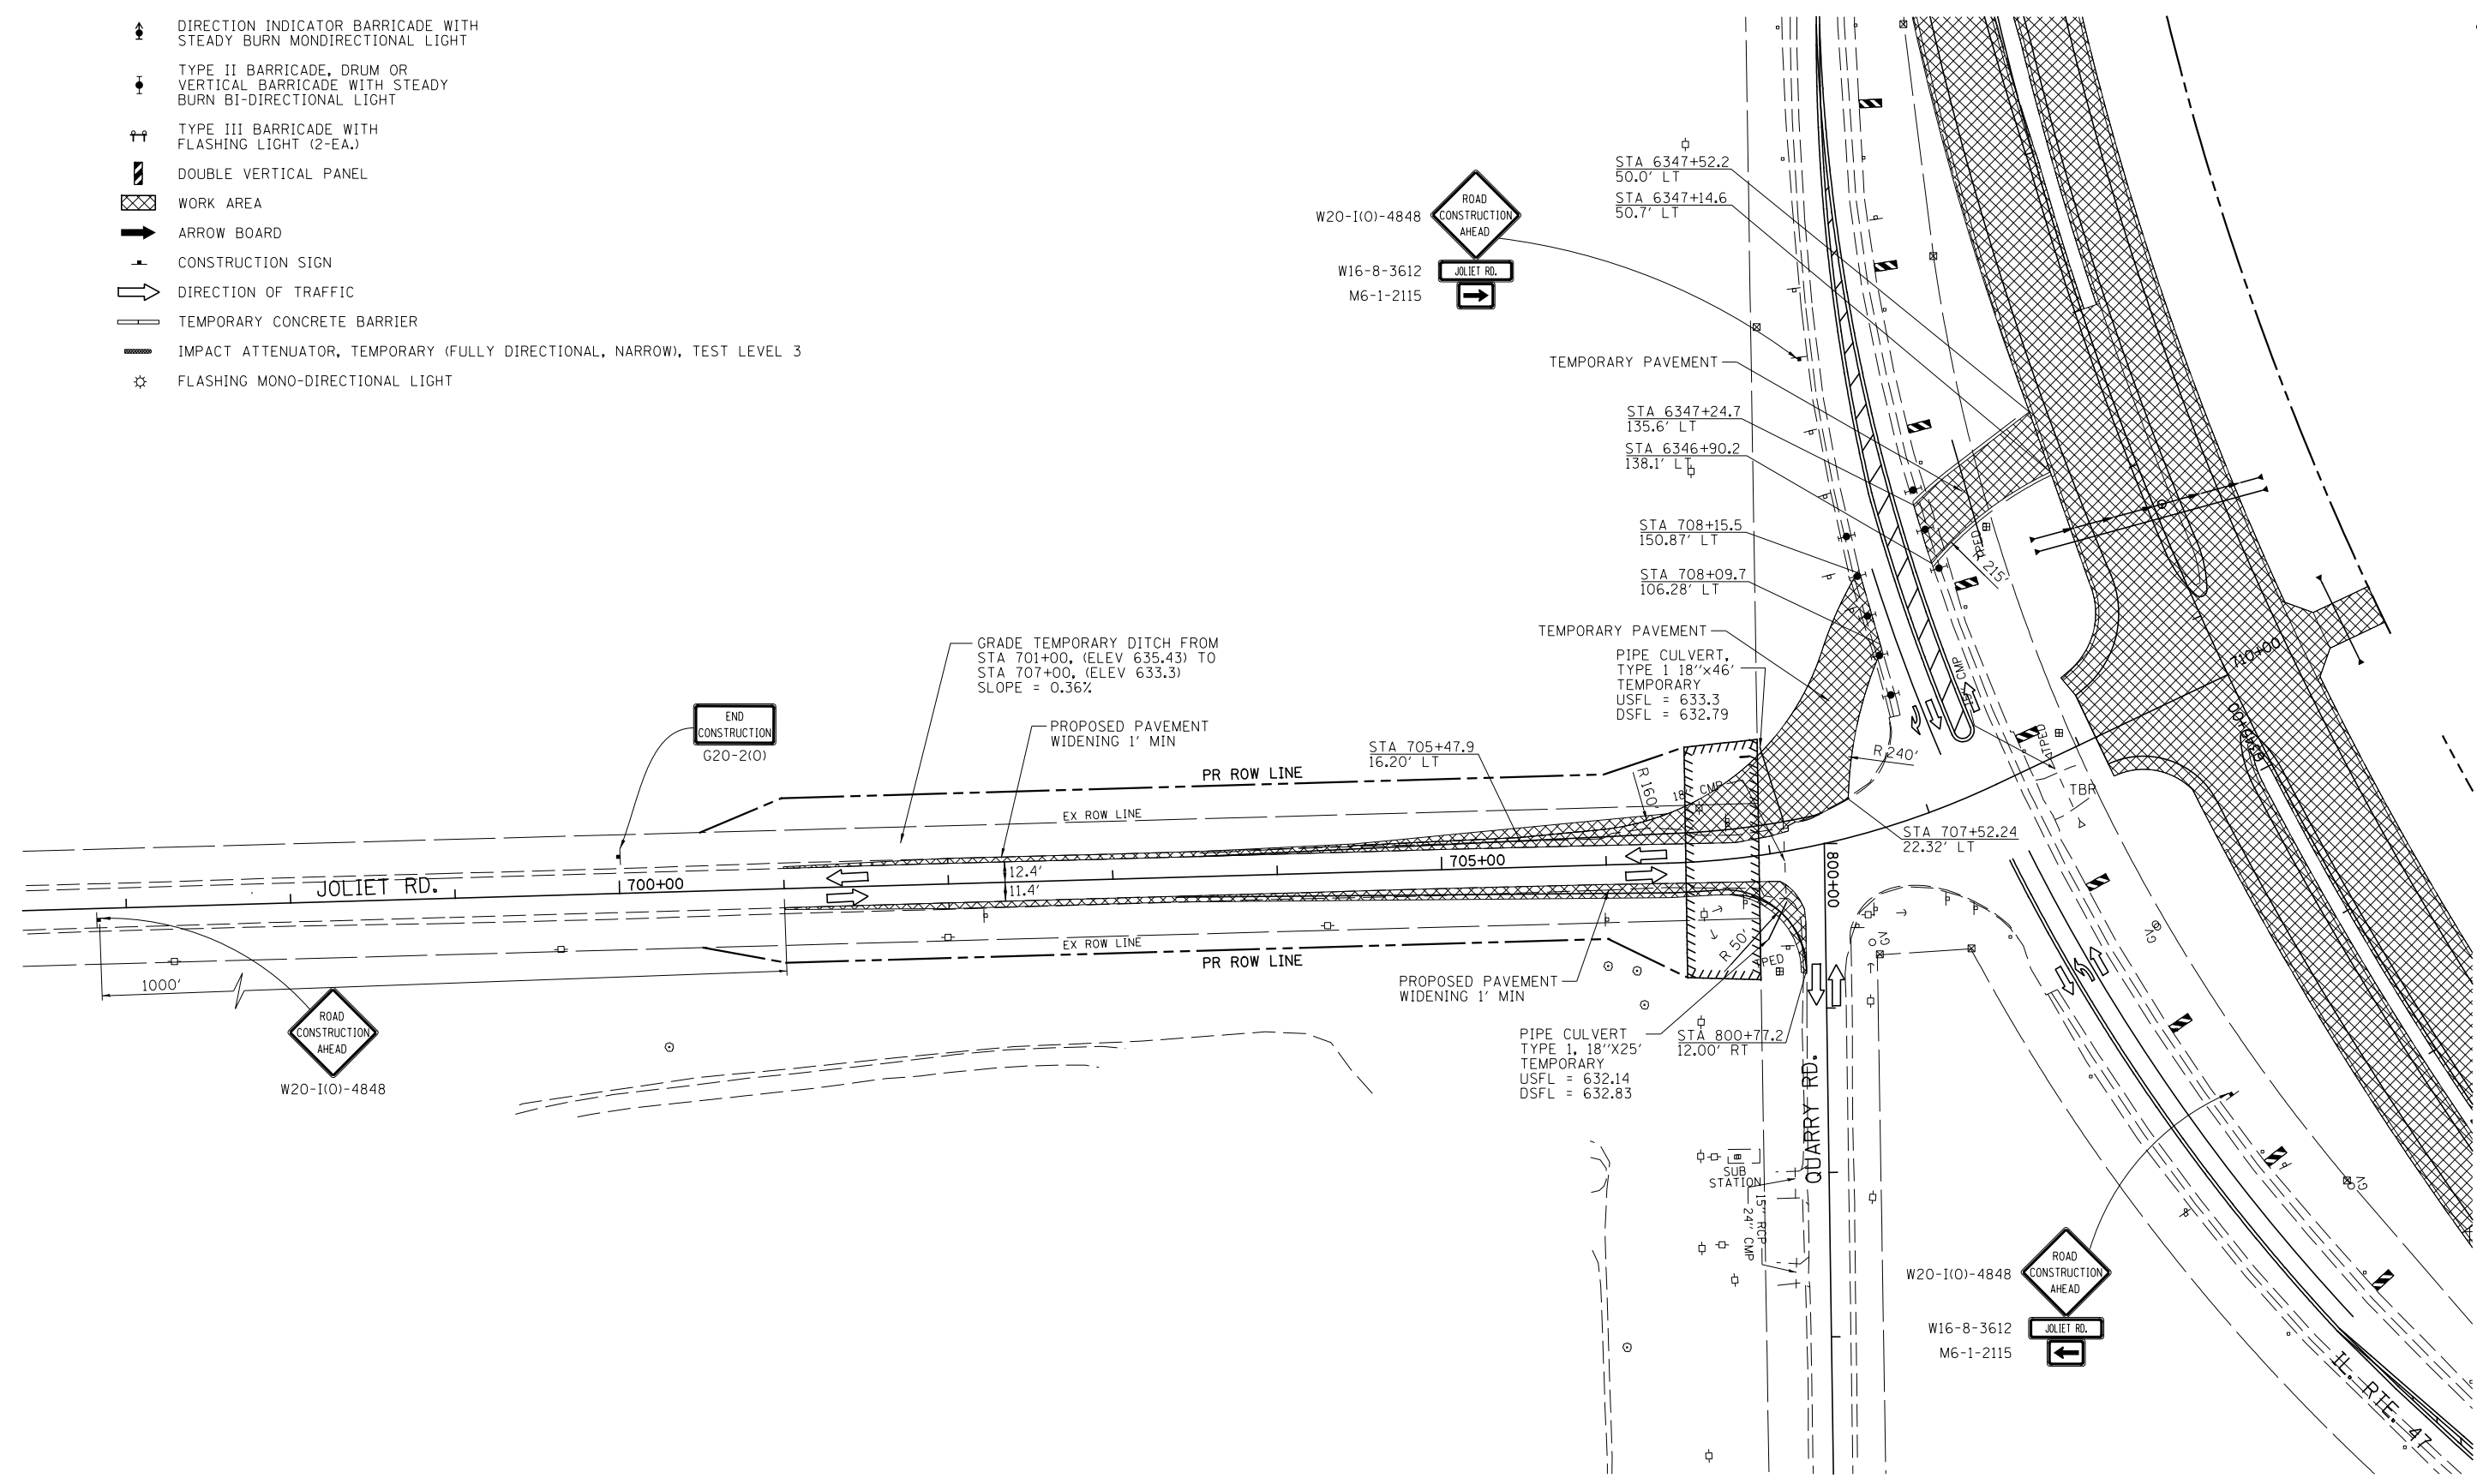 DIRECTION INDICATOR BARRICADE WITH
STEADY BURN MONDIRECTIONAL LIGHT
TYPE II BARRICADE, DRUM OR
VERTICAL BARRICADE WITH STEADY
BURN BI-DIRECTIONAL LIGHT
TYPE III BARRICADE WITH
FLASHING LIGHT (2-EA.)
DOUBLE VERTICAL PANEL
WORK AREA
ARROW BOARD
CONSTRUCTION SIGN
DIRECTION OF TRAFFIC
TEMPORARY CONCRETE BARRIER
IMPACT ATTENUATOR, TEMPORARY (FULLY DIRECTIONAL, NARROW), TEST LEVEL 3
FLASHING MONO-DIRECTIONAL LIGHT
W20-I(O)-4848
ROAD
CONSTRUCTION
AHEAD
W16-8-3612
JOLIET RD.
M6-1-2115
STA 6347+52.2
50.0' LT
STA 6347+14.6
50.7' LT
TEMPORARY PAVEMENT
STA 6347+24.7
135.6' LT
STA 6346+90.2
138.1' LT
STA 708+15.5
150.87' LT
STA 708+09.7
106.28' LT
TEMPORARY PAVEMENT
PIPE CULVERT,
TYPE 1 18''x46'
TEMPORARY
USFL = 633.3
DSFL = 632.79
TPED
R 215'
GRADE TEMPORARY DITCH FROM
STA 701+00, (ELEV 635.43) TO
STA 707+00, (ELEV 633.3)
SLOPE = 0.36%
PROPOSED PAVEMENT
WIDENING 1' MIN
END
CONSTRUCTION
G20-2(O)
STA 705+47.9
16.20' LT
PR ROW LINE
EX ROW LINE
R 160'
18'' CMP
R 240'
CMP
TPED
TBR
710+00
STA 707+52.24
22.32' LT
JOLIET RD.
700+00
12.4'
11.4'
705+00
800+00
EX ROW LINE
PR ROW LINE
R 50'
TPED
GV
GV
1000'
ROAD
CONSTRUCTION
AHEAD
W20-I(O)-4848
PROPOSED PAVEMENT
WIDENING 1' MIN
PIPE CULVERT
TYPE 1, 18''X25'
TEMPORARY
USFL = 632.14
DSFL = 632.83
STA 800+77.2
12.00' RT
QUARRY RD.
SUB
STATION
15'' RCP
24'' CMP
GV
W20-I(O)-4848
ROAD
CONSTRUCTION
AHEAD
W16-8-3612
JOLIET RD.
M6-1-2115
IL. RTE. 47